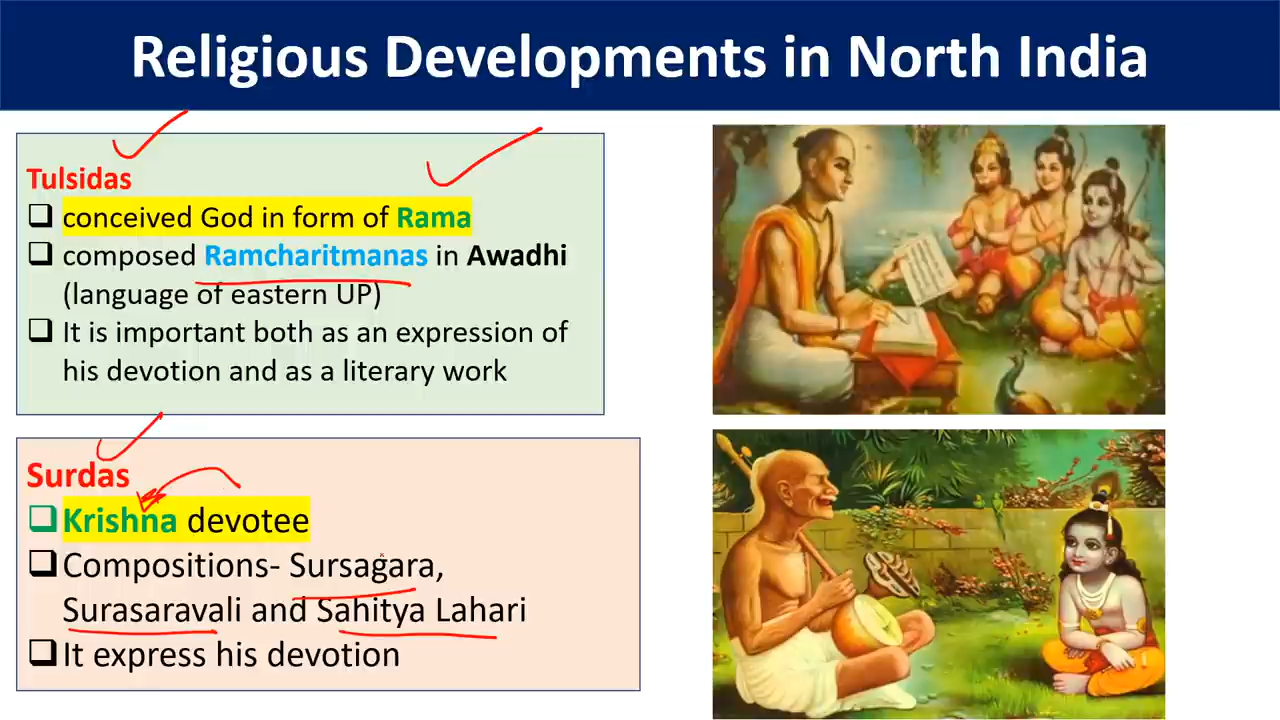 Religious Developments in North India
Tulsidas
conceived God in form of Rama
composed Ramcharitmanas in Awadhi
(language of eastern UP)
It is important both as an expression of
his devotion and as a literary work
Surdas
Krishna devotee
Compositions- Sursagara,
Surasaravali and Sahitya Lahari
It express his devotion